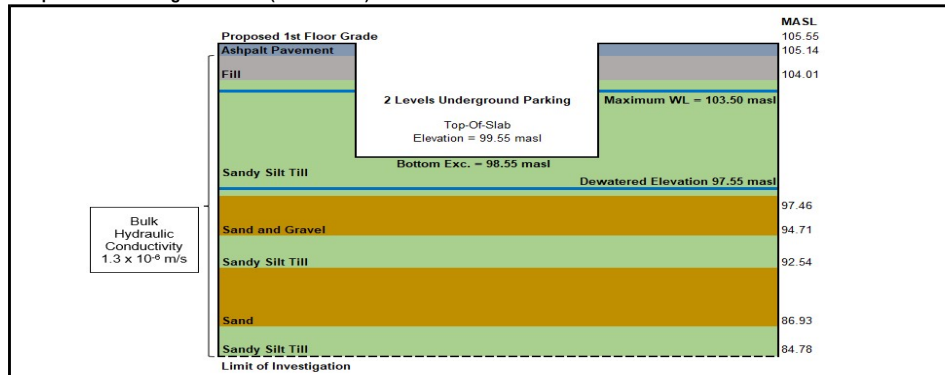 MASL
Proposed 1st Floor Grade
105.55
Ashpalt Pavement
105.14
Fill
104.01
2 Levels Underground Parking
Maximum WL = 103.50 masl
Top-Of-Slab
Elevation = 99.55 masl
Bottom Exc. = 98.55 masl
Sandy Silt Till
Dewatered Elevation 97.55 masl
97.46
Bulk
Hydraulic
Conductivity
1.3 x 10⁻⁶ m/s
Sand and Gravel
94.71
Sandy Silt Till
92.54
Sand
86.93
Sandy Silt Till
84.78
Limit of Investigation